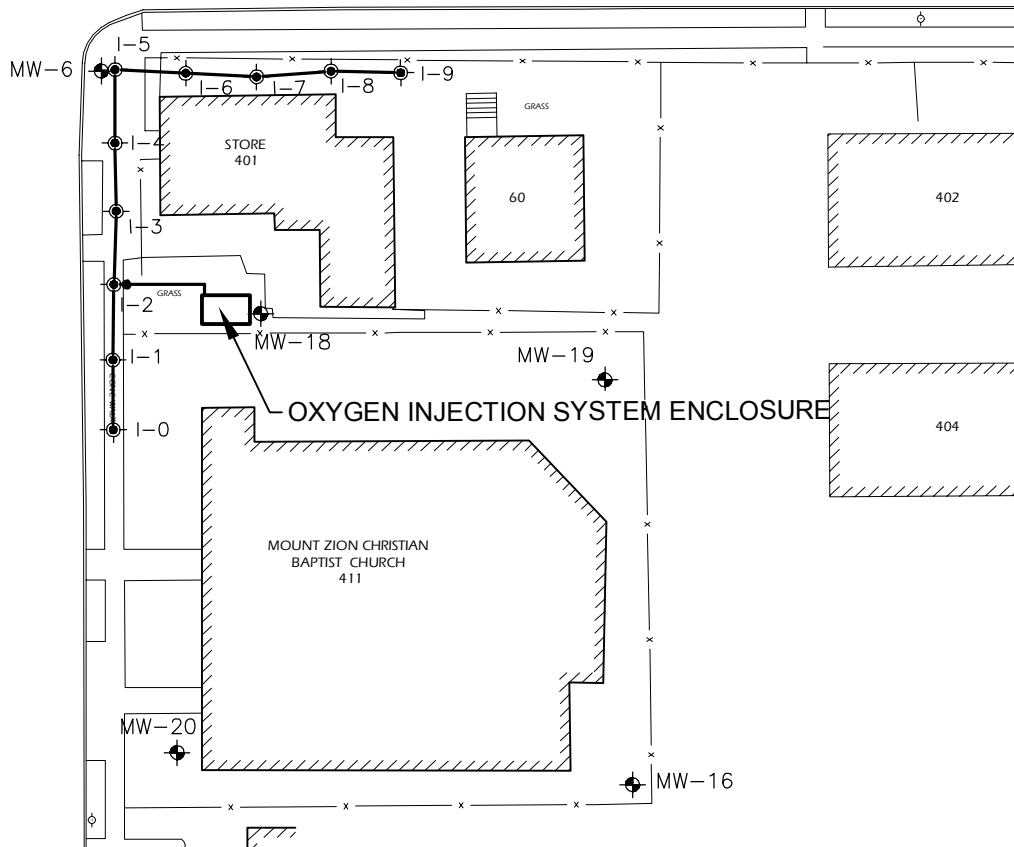 I-5
MW-6
I-6
I-7
I-8
I-9
GRASS
I-4
STORE
401
60
402
I-3
GRASS
I-2
MW-18
MW-19
I-1
OXYGEN INJECTION SYSTEM ENCLOSURE
I-0
404
MOUNT ZION CHRISTIAN
BAPTIST CHURCH
411
MW-20
MW-16